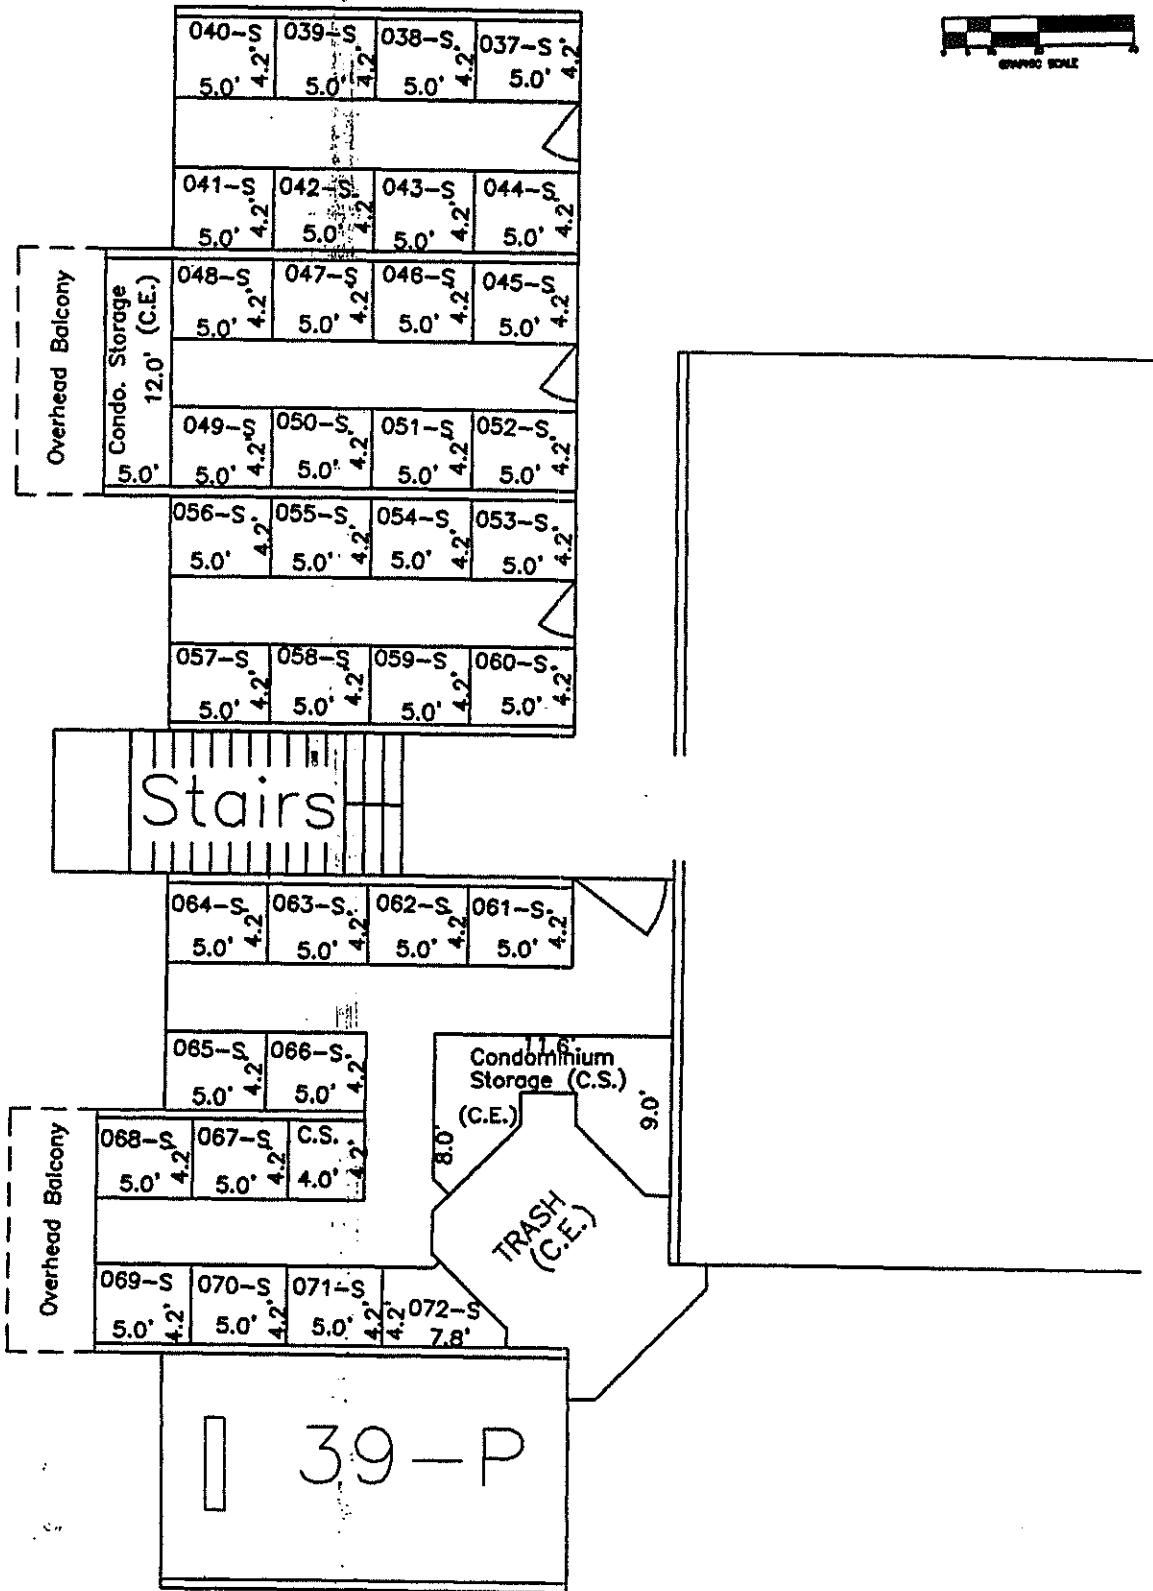 040-S 039-S 038-S 037-S
5.0' 4.2' 5.0' 4.2' 5.0' 4.2' 5.0' 4.2'
GRAPHIC SCALE
041-S 042-S 043-S 044-S
5.0' 4.2' 5.0' 4.2' 5.0' 4.2' 5.0' 4.2'
Overhead Balcony
Condo. Storage
12.0' (C.E.)
5.0'
048-S 047-S 046-S 045-S
5.0' 4.2' 5.0' 4.2' 5.0' 4.2' 5.0' 4.2'
049-S 050-S 051-S 052-S
5.0' 4.2' 5.0' 4.2' 5.0' 4.2' 5.0' 4.2'
056-S 055-S 054-S 053-S
5.0' 4.2' 5.0' 4.2' 5.0' 4.2' 5.0' 4.2'
057-S 058-S 059-S 060-S
5.0' 4.2' 5.0' 4.2' 5.0' 4.2' 5.0' 4.2'
Stairs
064-S 063-S 062-S 061-S
5.0' 4.2' 5.0' 4.2' 5.0' 4.2' 5.0' 4.2'
065-S 066-S
5.0' 4.2' 5.0' 4.2'
11.6'
Condominium
Storage (C.S.)
(C.E.)
8.0'
9.0'
Overhead Balcony
068-S 067-S C.S.
5.0' 4.2' 5.0' 4.2' 4.0' 4.2'
TRASH
(C.E.)
069-S 070-S 071-S 072-S
5.0' 4.2' 5.0' 4.2' 5.0' 4.2' 4.2' 7.8'
39-P